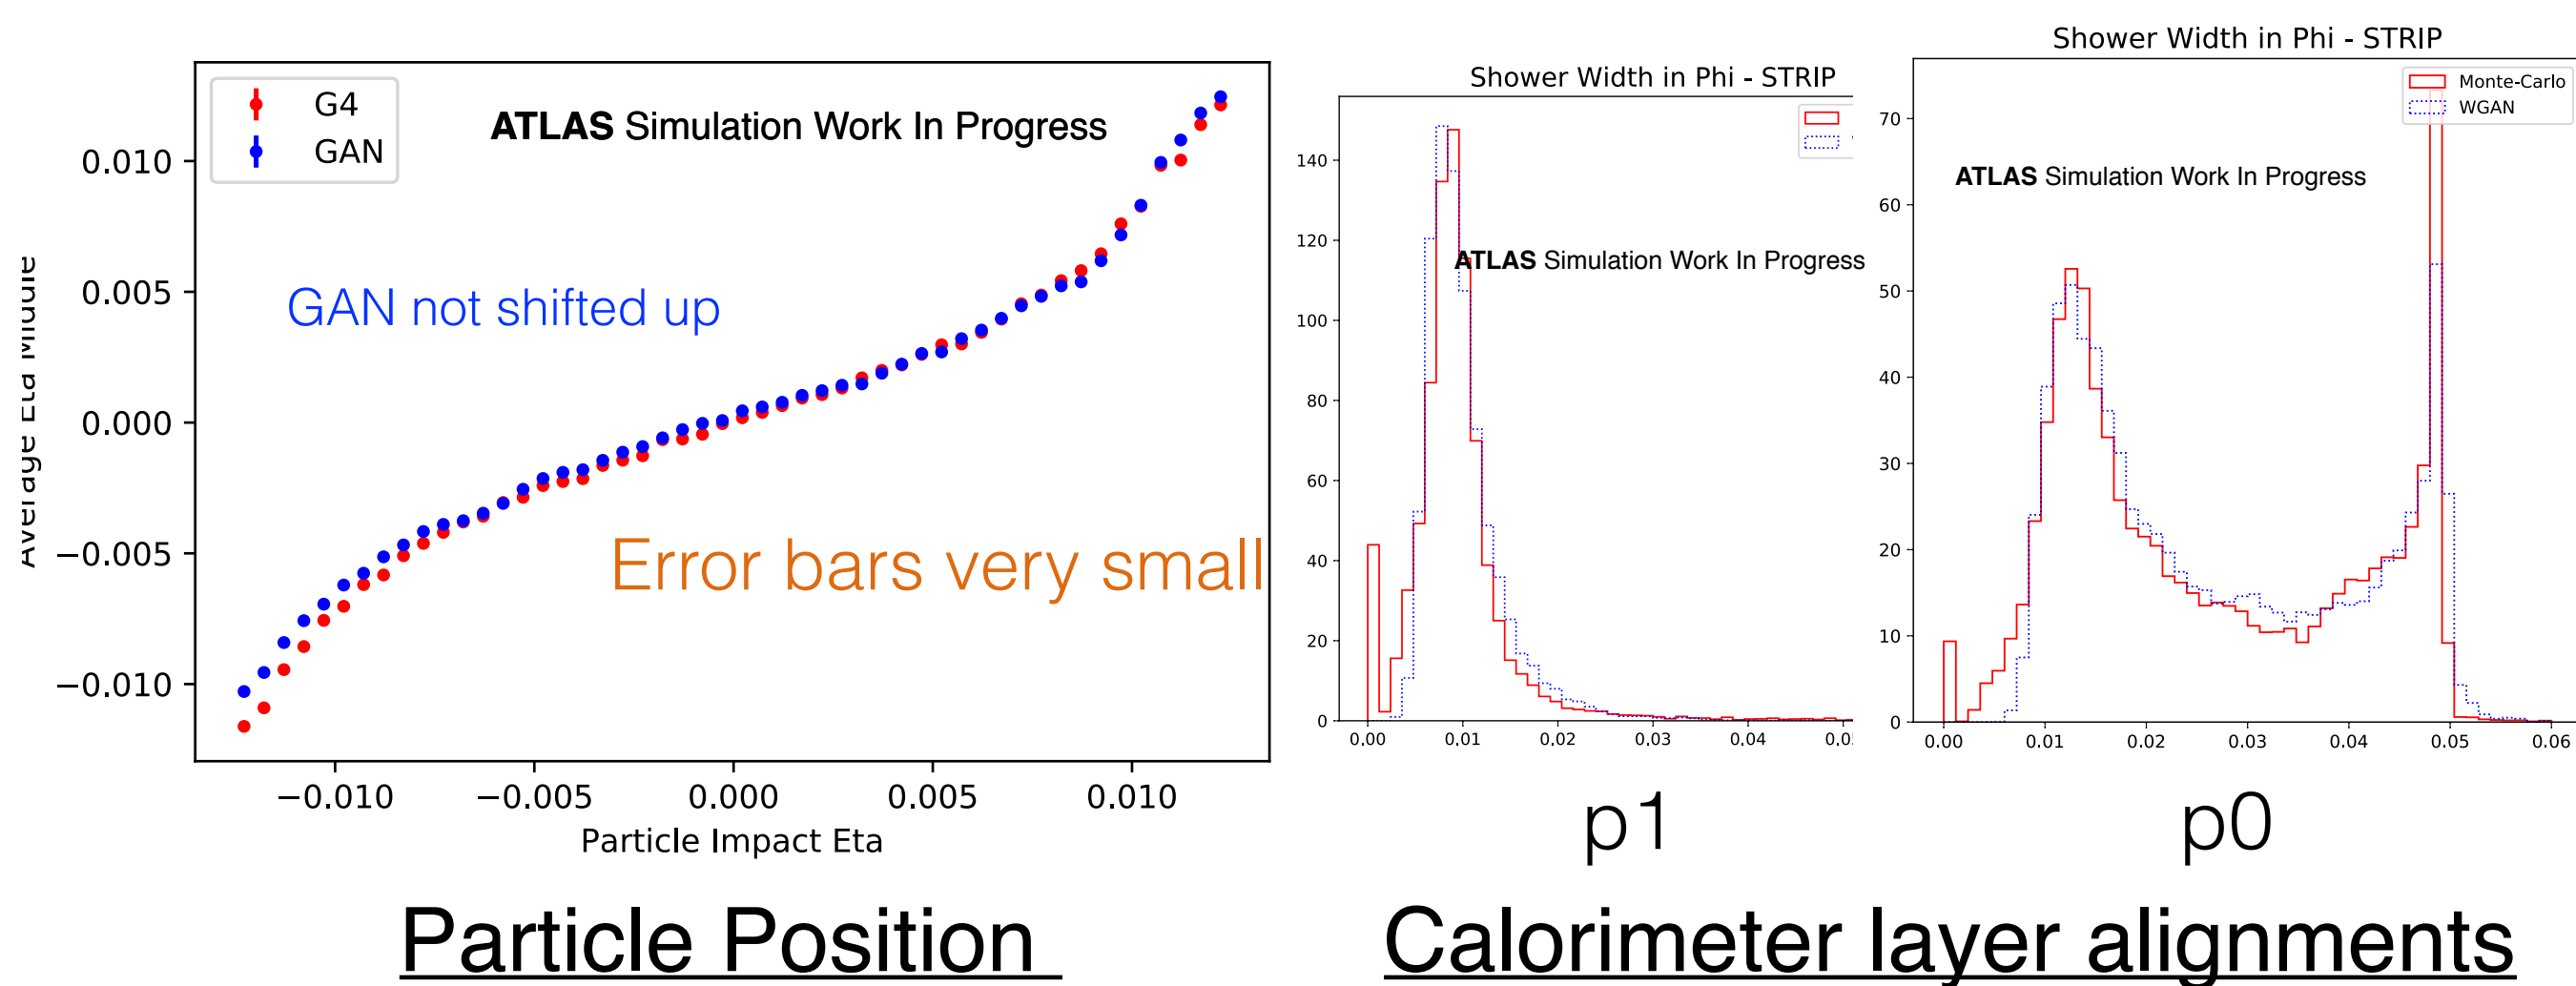 G4
GAN
ATLAS Simulation Work In Progress
GAN not shifted up
Error bars very small
Average Eta Middle
0.010
0.005
0.000
−0.005
−0.010
−0.010 −0.005 0.000 0.005 0.010
Particle Impact Eta
Particle Position
Shower Width in Phi - STRIP
ATLAS Simulation Work In Progress
140
120
100
80
60
40
20
0
0.00 0.01 0.02 0.03 0.04
p1
Shower Width in Phi - STRIP
Monte-Carlo
WGAN
ATLAS Simulation Work In Progress
70
60
50
40
30
20
10
0
0.00 0.01 0.02 0.03 0.04 0.05 0.06
p0
Calorimeter layer alignments